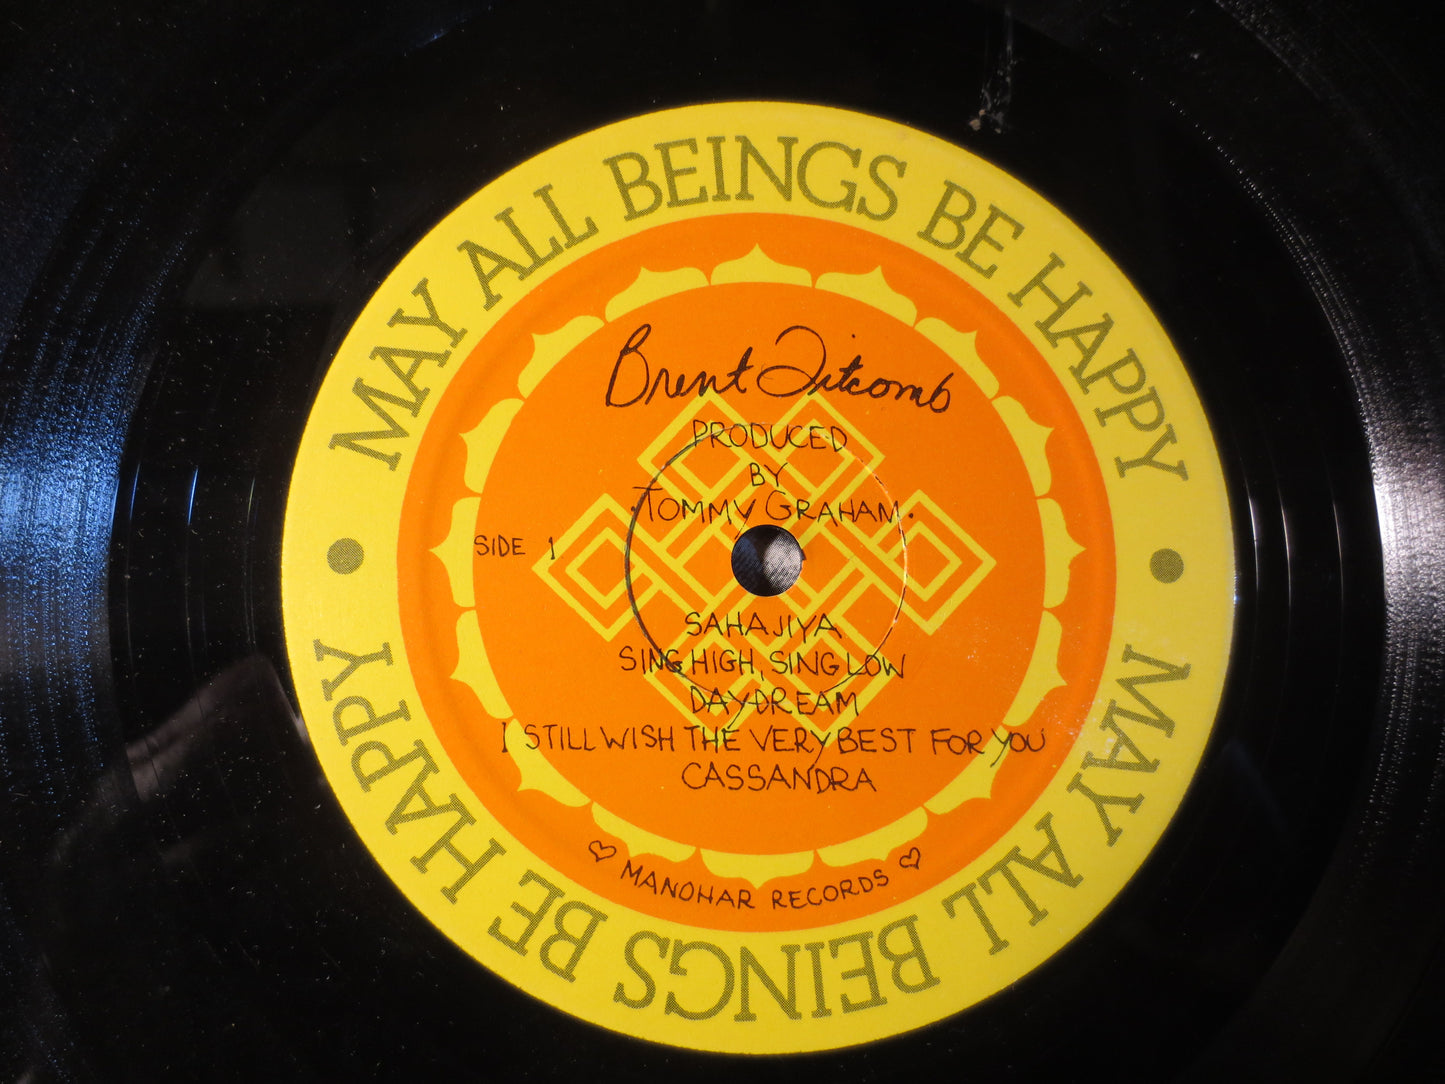 MAY ALL BEINGS BE HAPPY • MAY ALL BEINGS BE HAPPY •
Brent Titcomb
PRODUCED
BY
·TOMMY GRAHAM·
SIDE 1
SAHAJIYA
SING HIGH, SING LOW
DAYDREAM
I STILL WISH THE VERY BEST FOR YOU
CASSANDRA
♡ MANOHAR RECORDS ♡